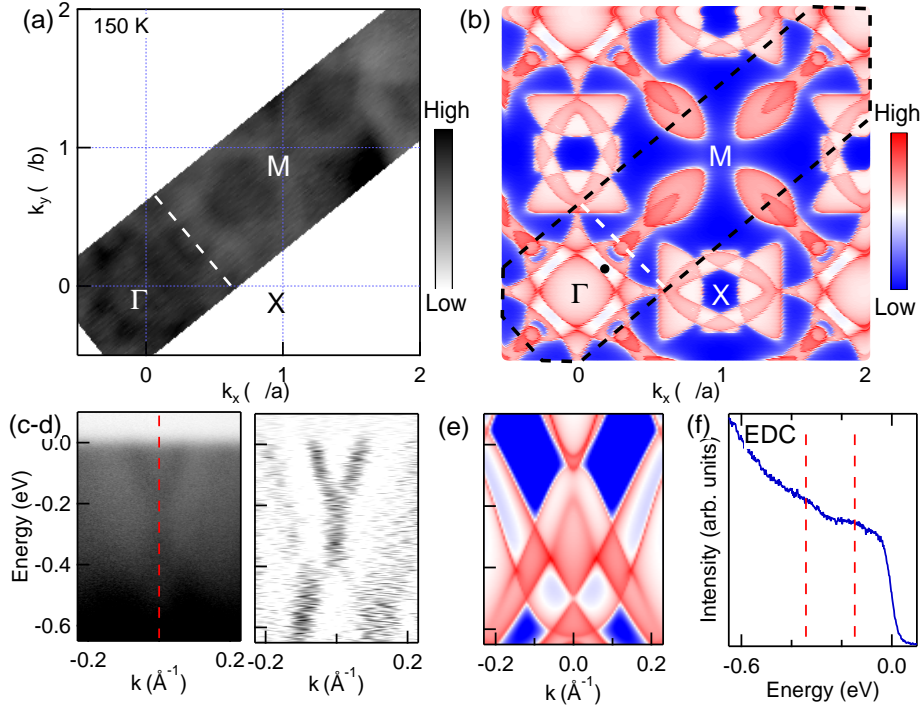 (a)
150 K
2
1
0
k_y ( /b)
M
Γ
X
0
1
2
k_x ( /a)
High
Low
(b)
M
Γ
X
0
1
2
k_x ( /a)
High
Low
(c-d)
0.0
-0.2
-0.4
-0.6
Energy (eV)
-0.2
0.2
k (Å⁻¹)
-0.2
0.2
k (Å⁻¹)
(e)
-0.2
0.0
0.2
k (Å⁻¹)
(f)
EDC
Intensity (arb. units)
-0.6
0.0
Energy (eV)